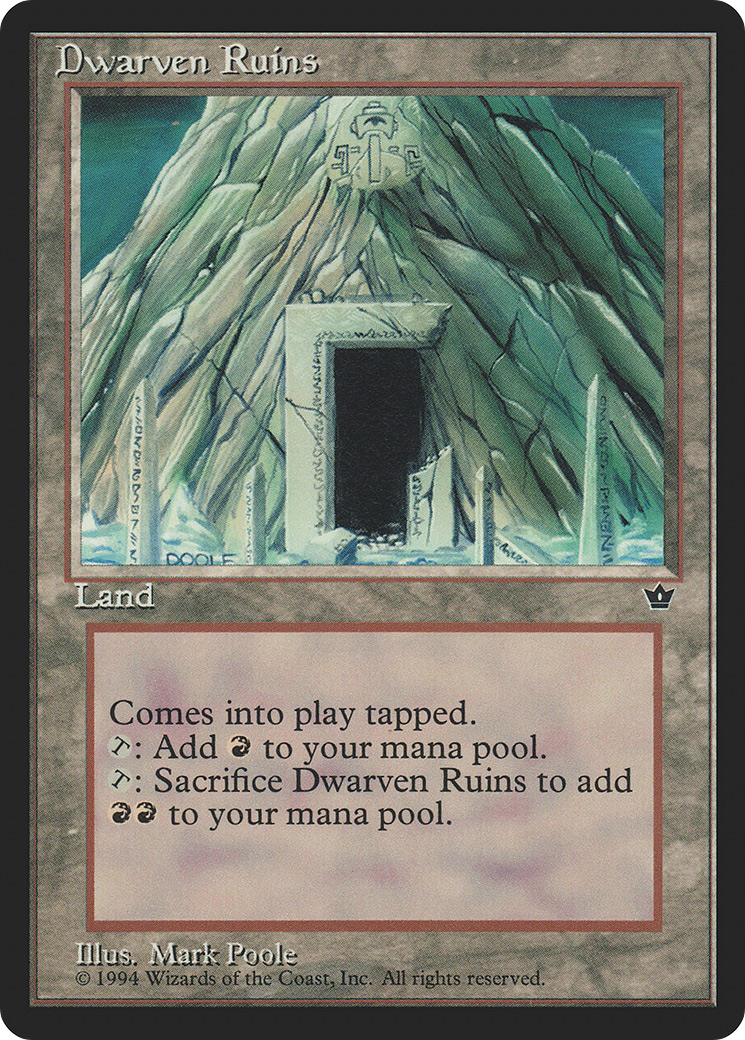 Dwarven Ruins
POOLE
Land
Comes into play tapped.
T: Add to your mana pool.
T: Sacrifice Dwarven Ruins to add
to your mana pool.
Illus. Mark Poole
© 1994 Wizards of the Coast, Inc. All rights reserved.